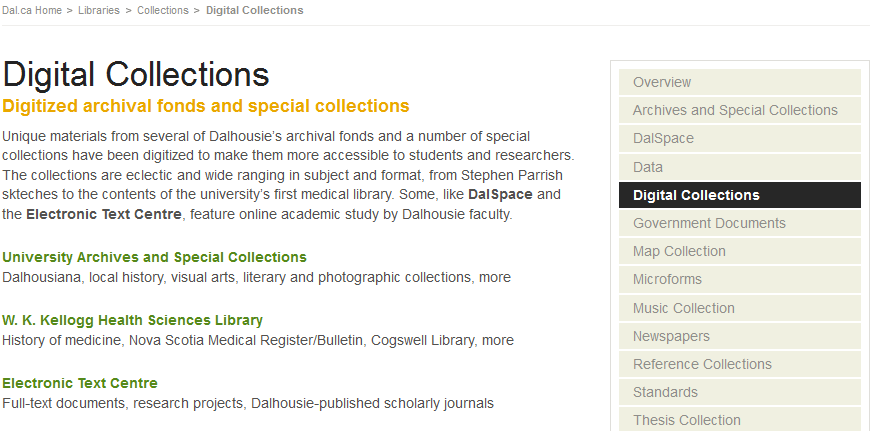 Dal.ca Home > Libraries > Collections > Digital Collections
Digital Collections
Digitized archival fonds and special collections
Unique materials from several of Dalhousie's archival fonds and a number of special
collections have been digitized to make them more accessible to students and researchers.
The collections are eclectic and wide ranging in subject and format, from Stephen Parrish
skteches to the contents of the university's first medical library. Some, like DalSpace and
the Electronic Text Centre, feature online academic study by Dalhousie faculty.
University Archives and Special Collections
Dalhousiana, local history, visual arts, literary and photographic collections, more
W. K. Kellogg Health Sciences Library
History of medicine, Nova Scotia Medical Register/Bulletin, Cogswell Library, more
Electronic Text Centre
Full-text documents, research projects, Dalhousie-published scholarly journals
Overview
Archives and Special Collections
DalSpace
Data
Digital Collections
Government Documents
Map Collection
Microforms
Music Collection
Newspapers
Reference Collections
Standards
Thesis Collection